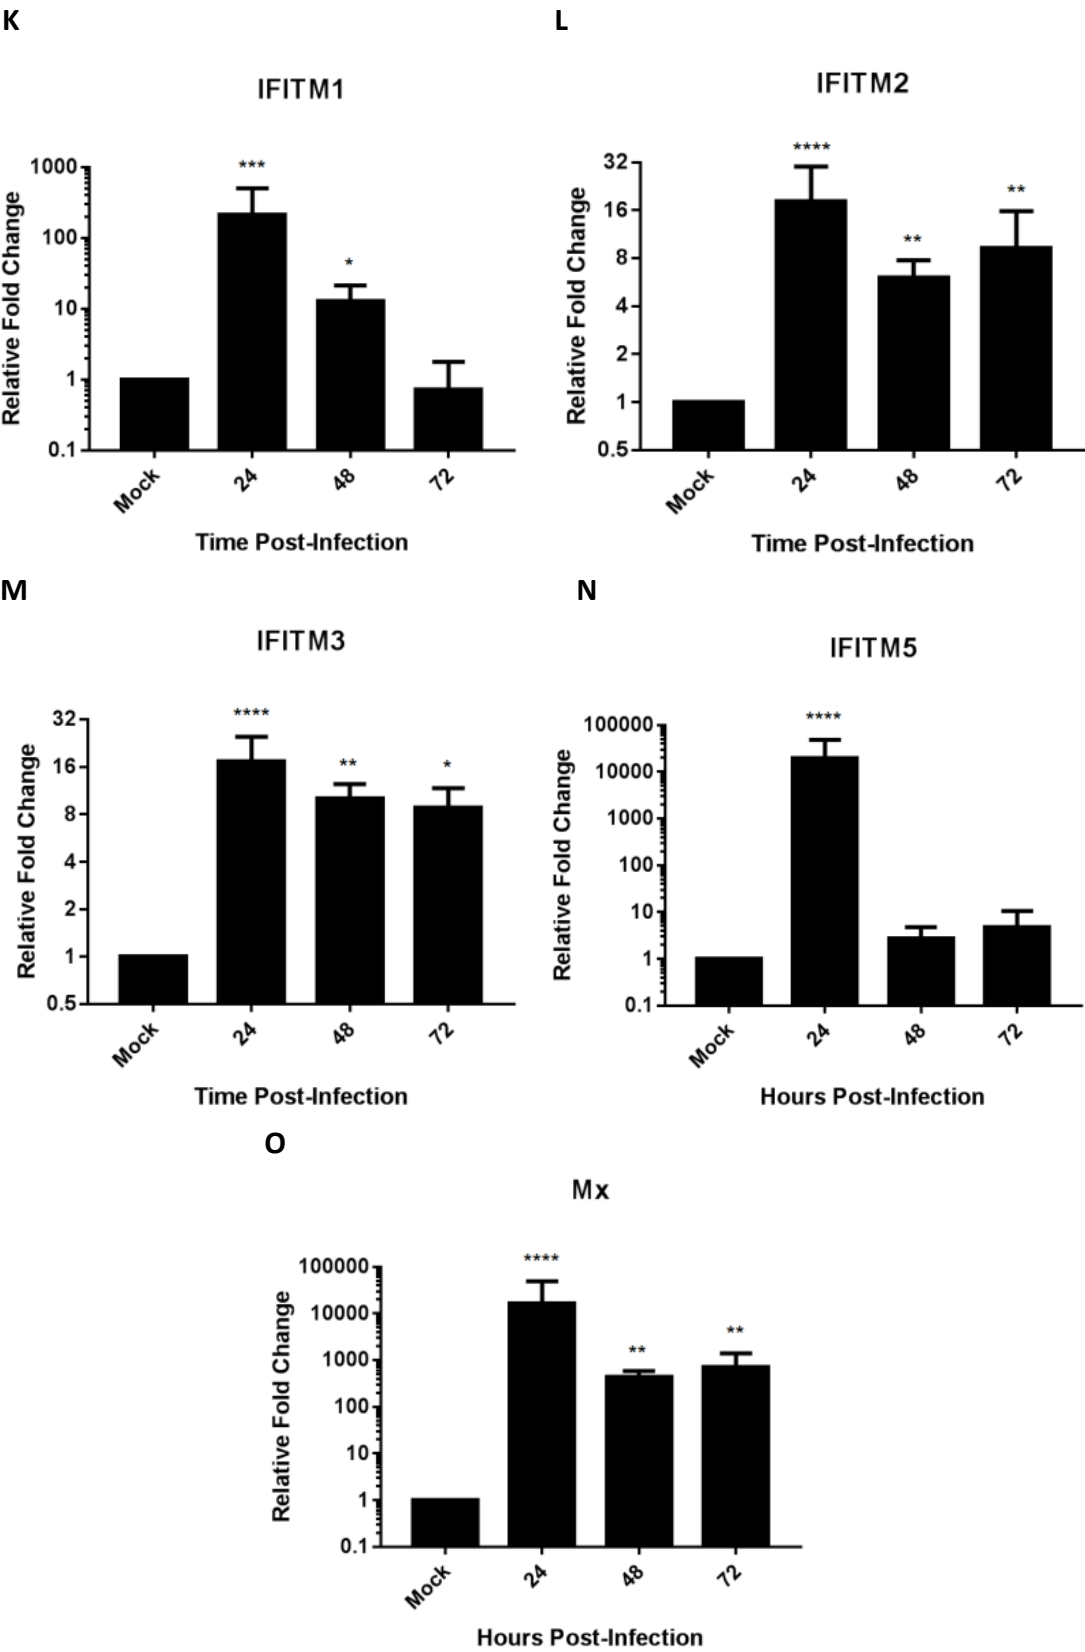 K
IFITM1
***
*
Relative Fold Change
1000
100
10
1
0.1
Mock
24
48
72
Time Post-Infection
L
IFITM2
****
**
**
Relative Fold Change
32
16
8
4
2
1
0.5
Mock
24
48
72
Time Post-Infection
M
IFITM3
****
**
*
Relative Fold Change
32
16
8
4
2
1
0.5
Mock
24
48
72
Time Post-Infection
N
IFITM5
****
Relative Fold Change
100000
10000
1000
100
10
1
0.1
Mock
24
48
72
Hours Post-Infection
O
Mx
****
**
**
Relative Fold Change
100000
10000
1000
100
10
1
0.1
Mock
24
48
72
Hours Post-Infection